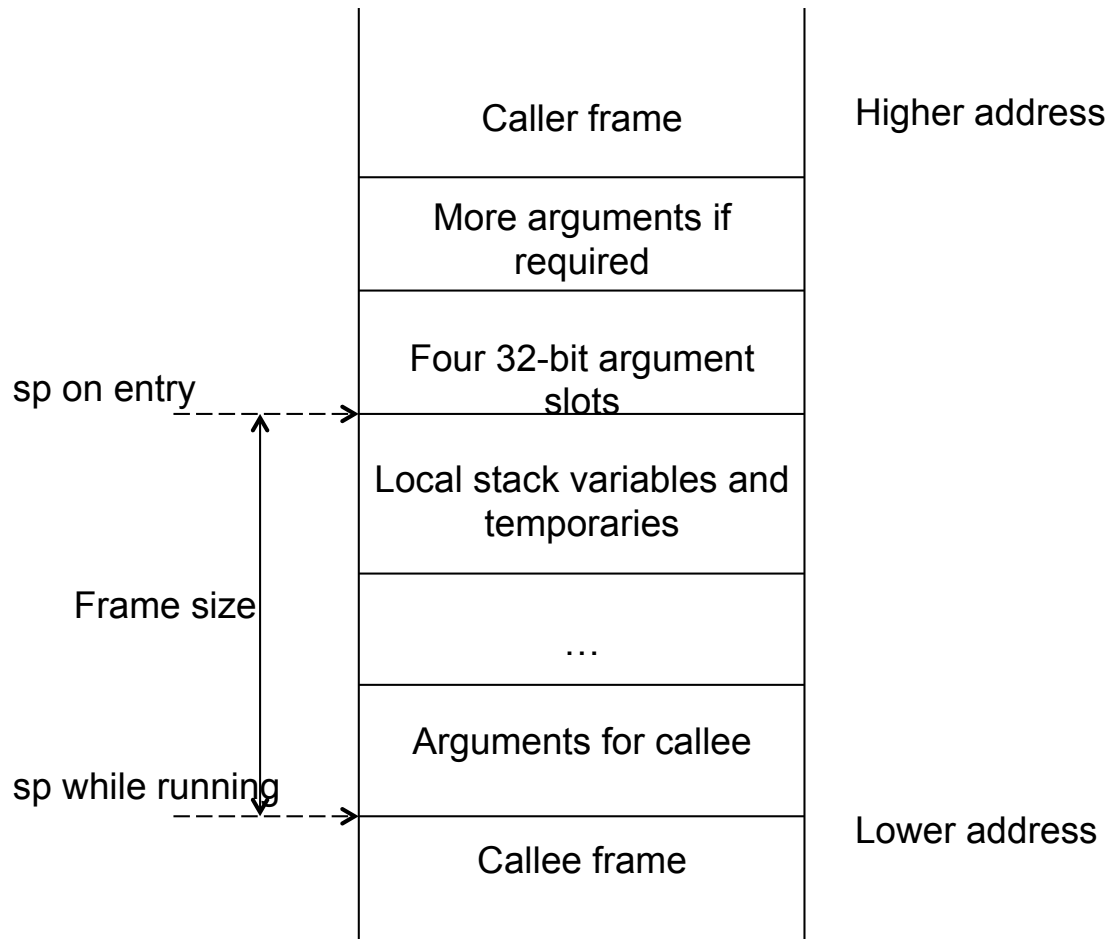 Caller frame
Higher address
More arguments if
required
Four 32-bit argument
slots
sp on entry
Local stack variables and
temporaries
Frame size
…
Arguments for callee
sp while running
Callee frame
Lower address